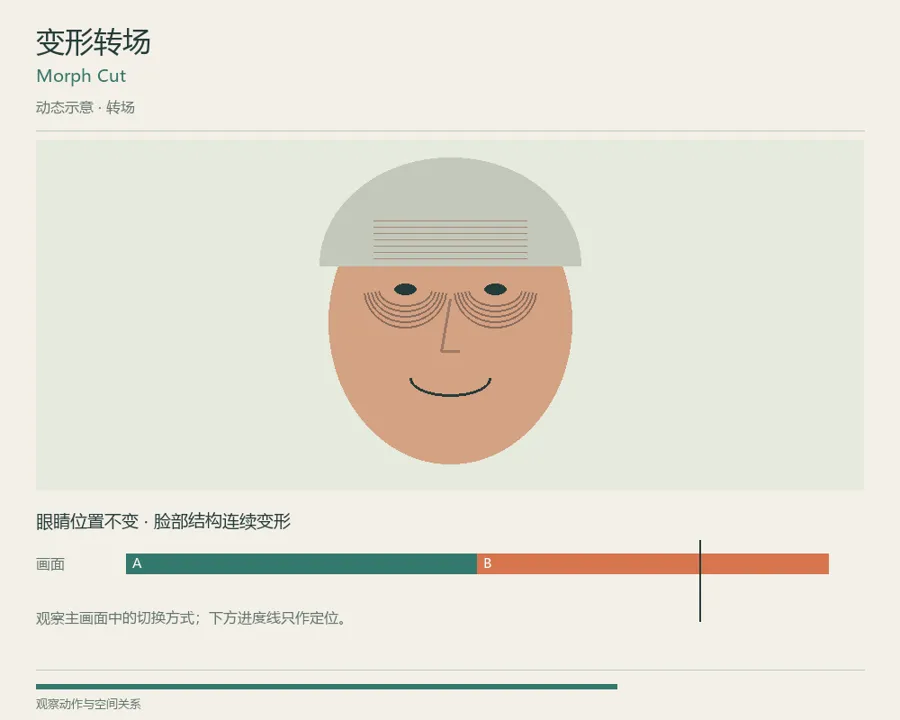 变形转场
Morph Cut
动态示意 · 转场
眼睛位置不变 · 脸部结构连续变形
画面 A B
观察主画面中的切换方式；下方进度线只作定位。
观察动作与空间关系